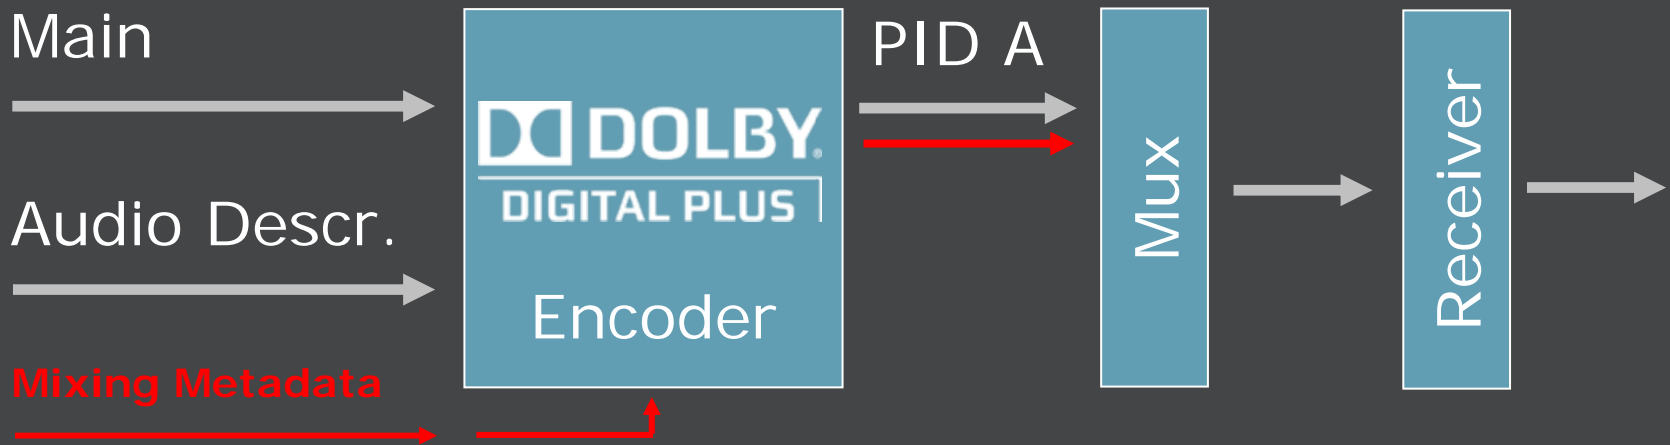 Main
PID A
DOLBY®
DIGITAL PLUS
Audio Descr.
Encoder
Mixing Metadata
Mux
Receiver